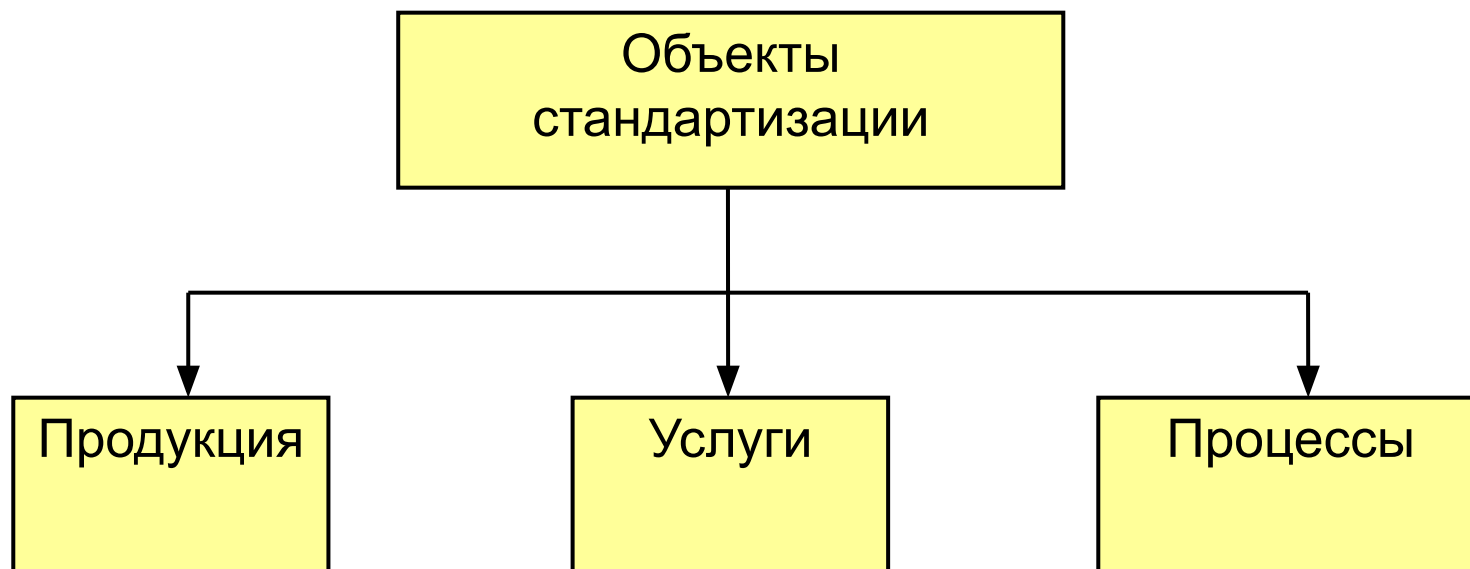 Объекты
стандартизации
Продукция
Услуги
Процессы